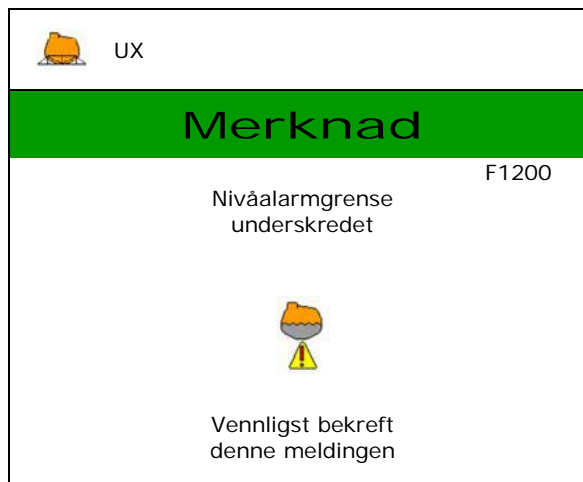 UX
Merknad
F1200
Nivåalarmgrense
underskredet
Vennligst bekreft
denne meldingen